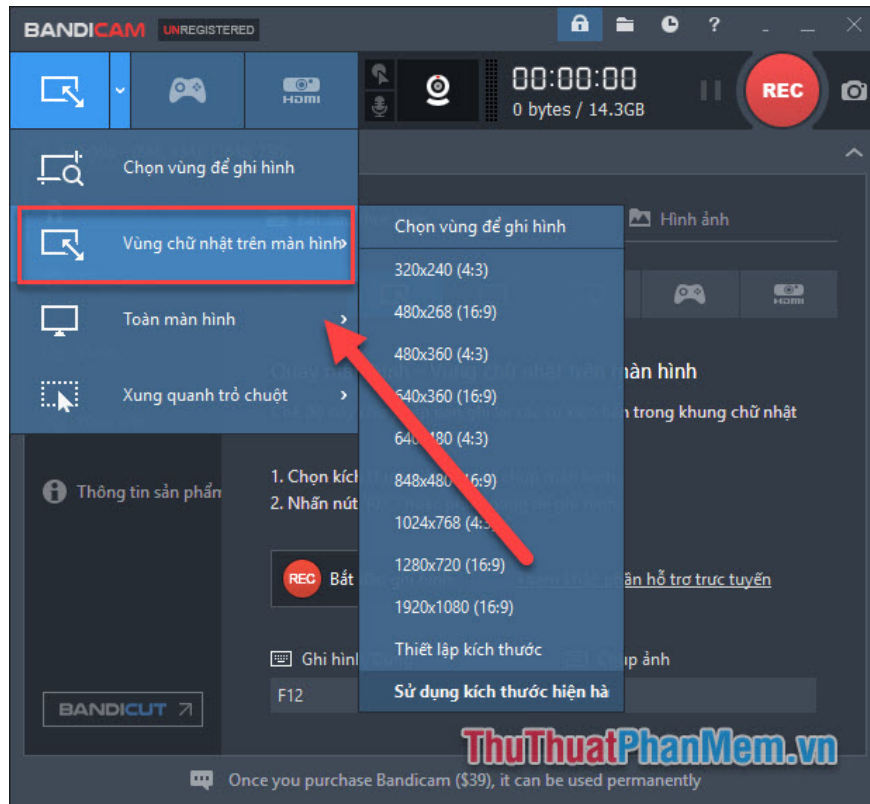 BANDICAM UNREGISTERED
?
HDMI
00:00:00
0 bytes / 14.3GB
REC
Chọn vùng để ghi hình
Vùng chữ nhật trên màn hình
Toàn màn hình
Xung quanh trỏ chuột
Chọn vùng để ghi hình
320x240 (4:3)
480x268 (16:9)
480x360 (4:3)
640x360 (16:9)
640x480 (4:3)
848x480 (16:9)
1024x768 (4:3)
1280x720 (16:9)
1920x1080 (16:9)
Thiết lập kích thước
Sử dụng kích thước hiện hà
Hình ảnh
HDMI
màn hình
trong khung chữ nhật
Thông tin sản phẩm
1. Chọn kích
2. Nhấn nút
REC Bắt
hỗ trợ trực tuyến
Ghi hình
ảnh
F12
BANDICUT
ThuThuatPhanMem.vn
Once you purchase Bandicam ($39), it can be used permanently